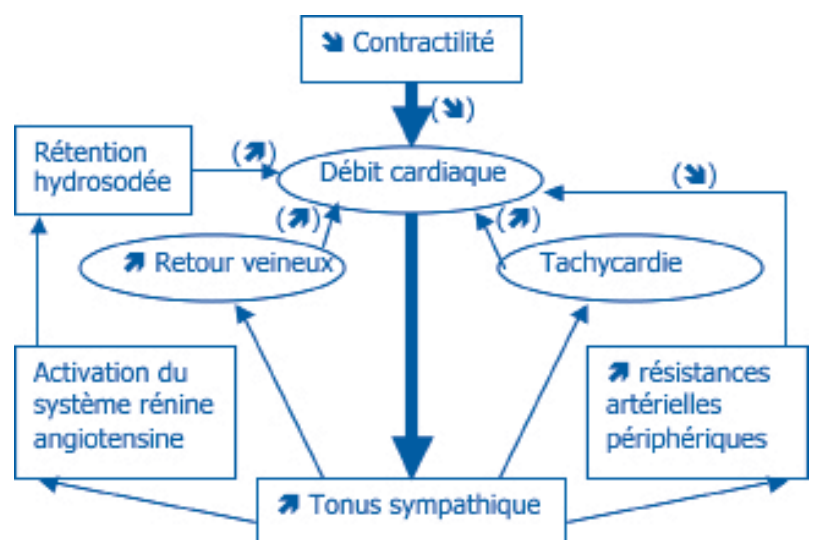 🡾 Contractilité
(🡾)
Rétention
hydrosodée
(🡽)
Débit cardiaque
(🡾)
(🡽)
(🡽)
🡽 Retour veineux
Tachycardie
Activation du
système rénine
angiotensine
🡽 résistances
artérielles
périphériques
🡽 Tonus sympathique